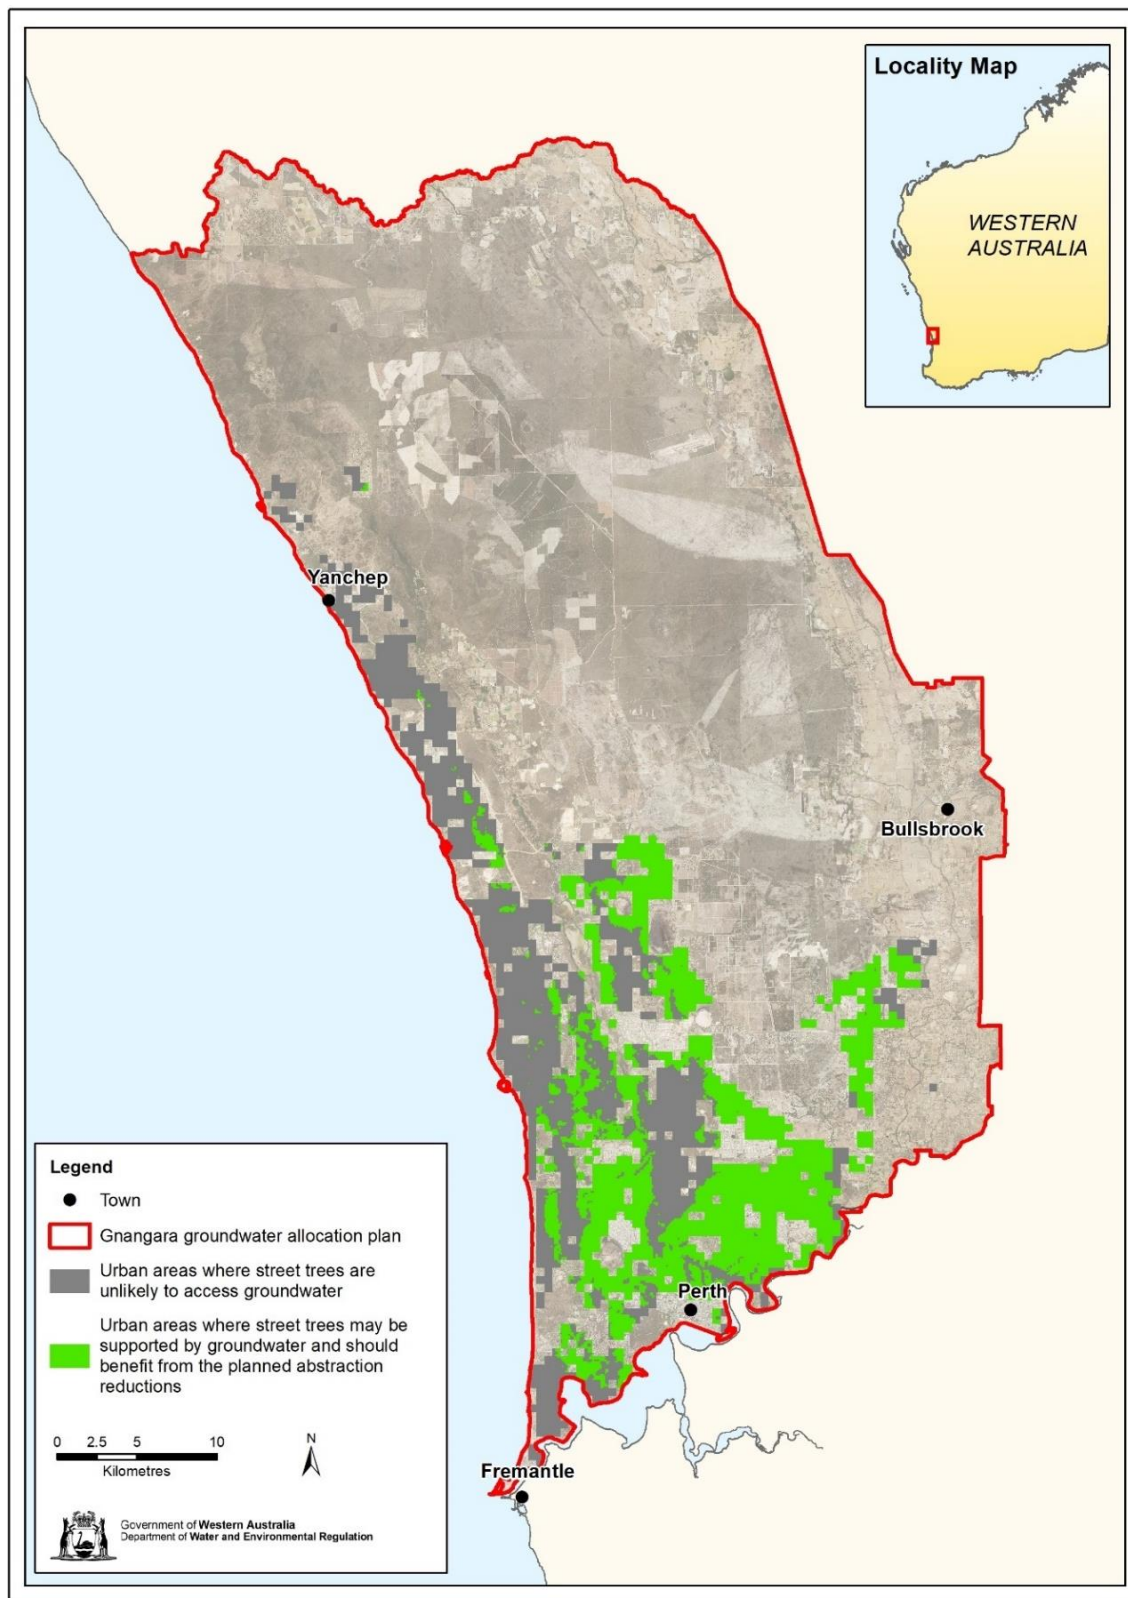 Locality Map
WESTERN
AUSTRALIA
Yanchep
Bullsbrook
Perth
Fremantle
Legend
Town
Gnangara groundwater allocation plan
Urban areas where street trees are
unlikely to access groundwater
Urban areas where street trees may be
supported by groundwater and should
benefit from the planned abstraction
reductions
0 2.5 5 10
Kilometres
N
Government of Western Australia
Department of Water and Environmental Regulation